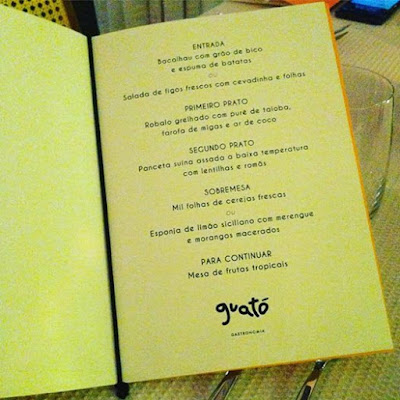 ENTRADA
Bacalhau com grão de bico
e espuma de batatas
ou
Salada de figos frescos com cevadinha e folhas
PRIMEIRO PRATO
Robalo grelhado com purê de taioba,
farofa de migas e ar de coco
SEGUNDO PRATO
Panceta suína assada a baixa temperatura
com lentilhas e romãs
SOBREMESA
Mil folhas de cerejas frescas
ou
Esponja de limão siciliano com merengue
e morangos macerados
PARA CONTINUAR
Mesa de frutas tropicais
guató
GASTRONOMIA